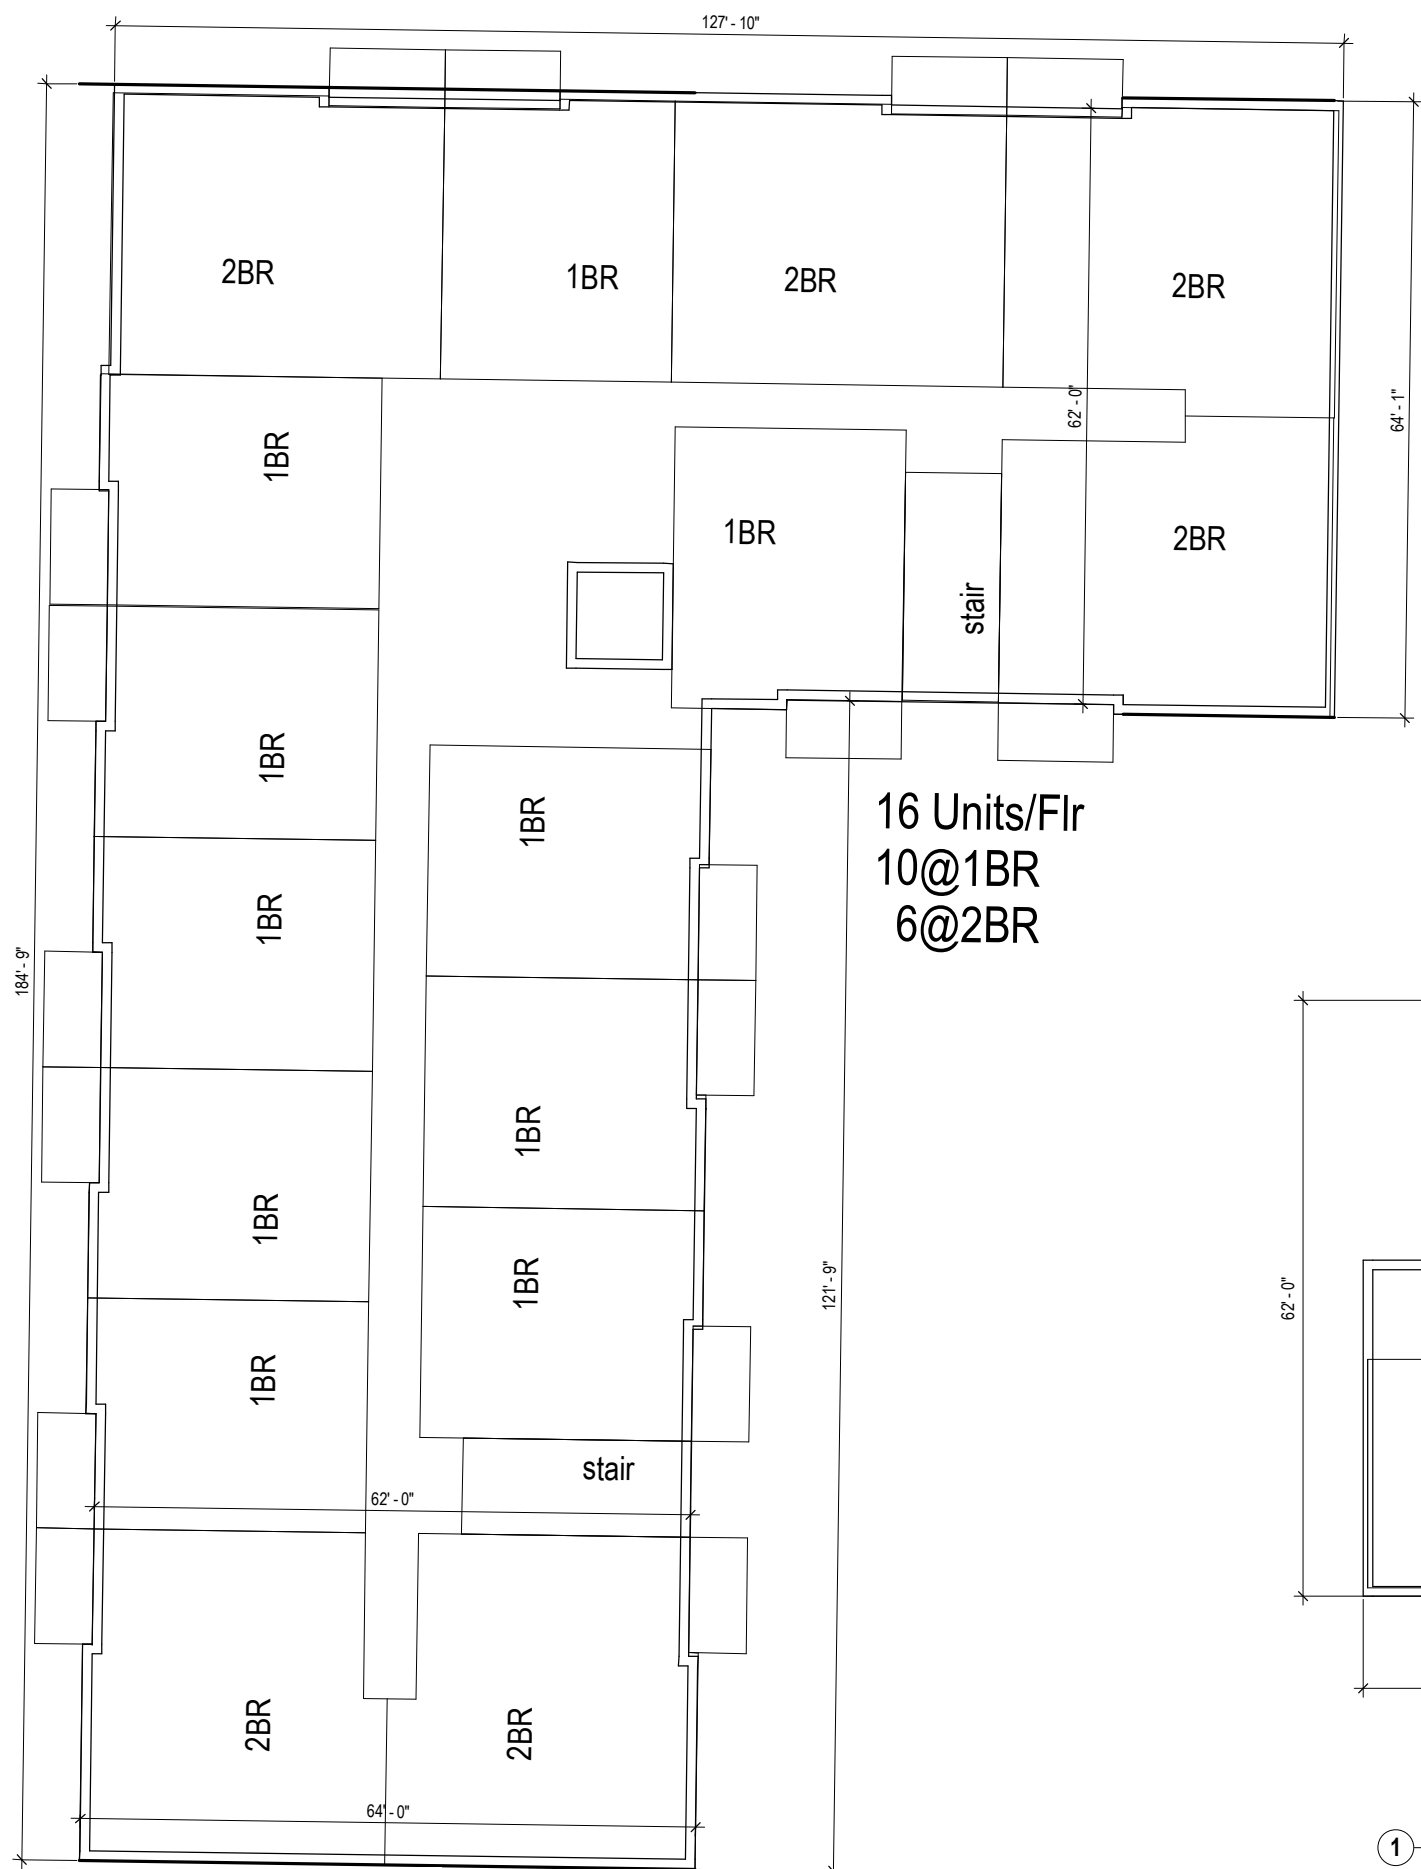 127' - 10"
2BR
1BR
2BR
2BR
62' - 0"
64' - 1"
1BR
1BR
stair
2BR
1BR
1BR
16 Units/Flr
10@1BR
6@2BR
1BR
184' - 9"
1BR
1BR
1BR
121' - 9"
62' - 0"
1BR
1BR
stair
62' - 0"
2BR
2BR
64' - 0"
1